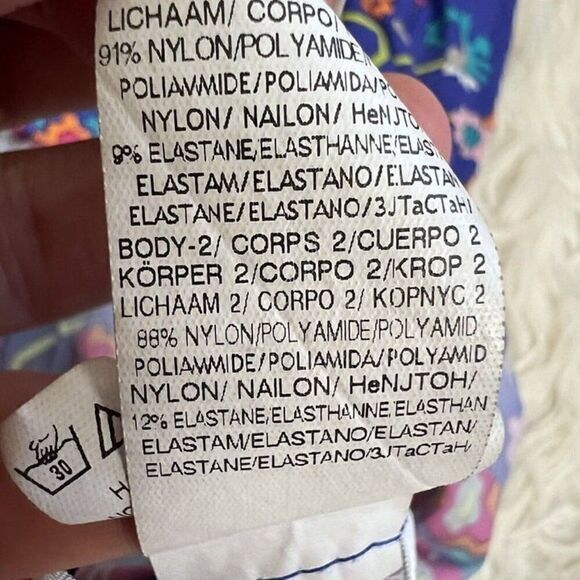 LICHAAM/ CORPO/
91% NYLON/POLYAMIDE/
POLIAMMIDE/POLIAMIDA/PO
NYLON/ NAILON/ HeNJTO
9% ELASTANE/ELASTHANNE/ELAS
ELASTAM/ELASTANO/ELASTAN
ELASTANE/ELASTANO/3JTaCTaH/
BODY-2/ CORPS 2/CUERPO 2
KÖRPER 2/CORPO 2/KROP 2
LICHAAM 2/ CORPO 2/ KOPNYC 2
88% NYLON/POLYAMIDE/POLYAMID
POLIAMMIDE/POLIAMIDA/POLYAMID
NYLON/ NAILON/ HeNJTOH/
12% ELASTANE/ELASTHANNE/ELASTHAN
ELASTAM/ELASTANO/ELASTAN/
ELASTANE/ELASTANO/3JTaCTaH/
30
H